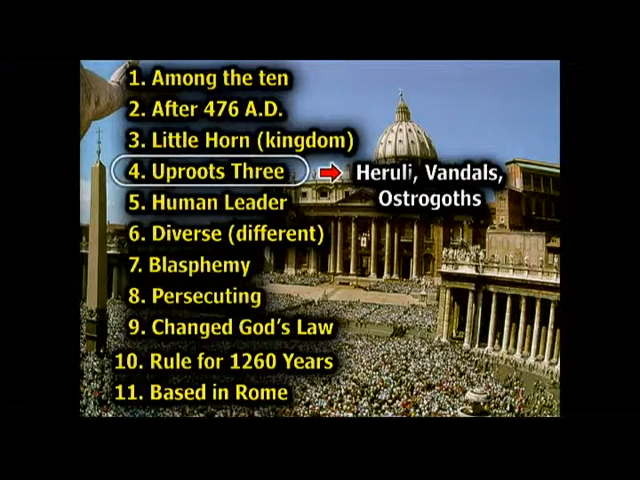 1. Among the ten
2. After 476 A.D.
3. Little Horn (kingdom)
4. Uproots Three
Heruli, Vandals,
Ostrogoths
5. Human Leader
6. Diverse (different)
7. Blasphemy
8. Persecuting
9. Changed God's Law
10. Rule for 1260 Years
11. Based in Rome